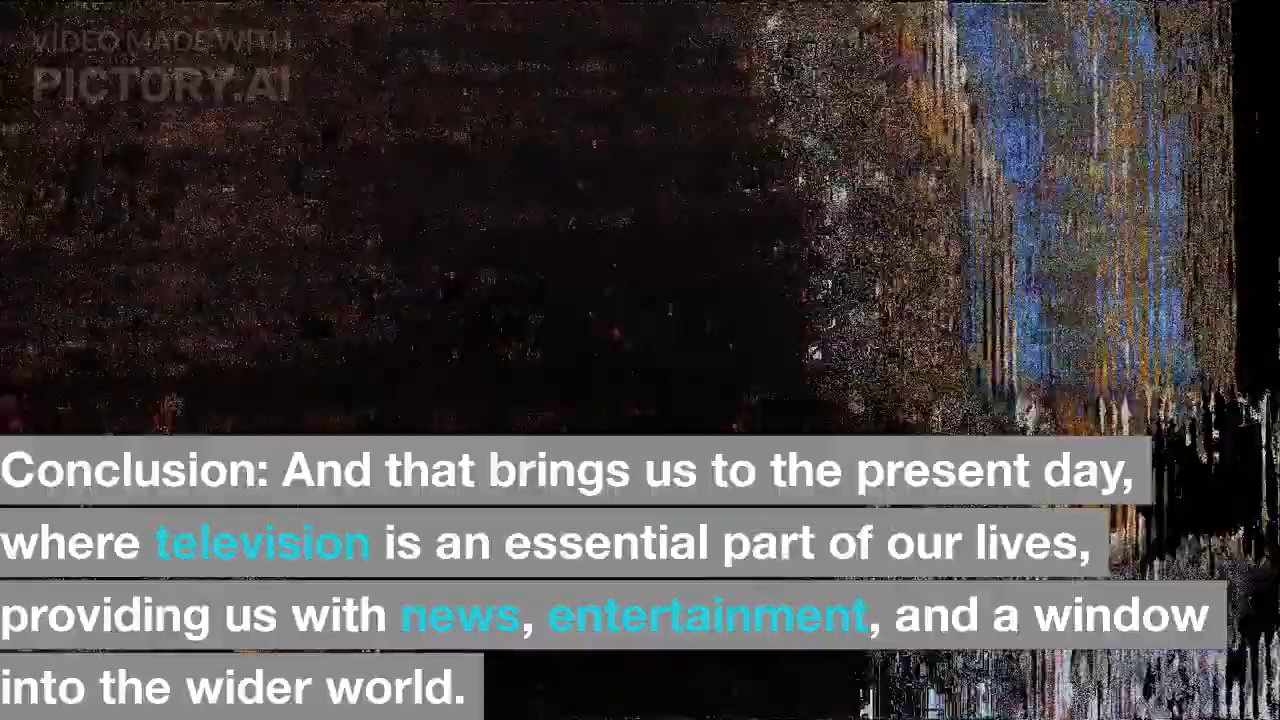 VIDEO MADE WITH
PICTORY.AI
Conclusion: And that brings us to the present day,
where television is an essential part of our lives,
providing us with news, entertainment, and a window
into the wider world.